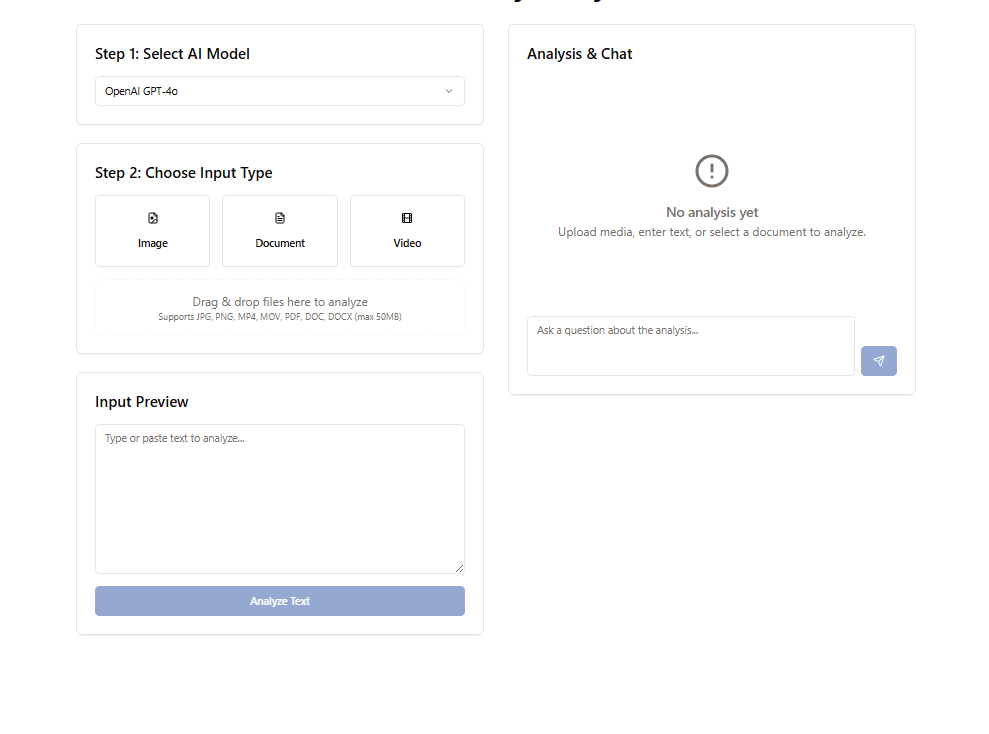 Step 1: Select AI Model
OpenAI GPT-4o
Step 2: Choose Input Type
Image
Document
Video
Drag & drop files here to analyze
Supports JPG, PNG, MP4, MOV, PDF, DOC, DOCX (max 50MB)
Input Preview
Type or paste text to analyze...
Analyze Text
Analysis & Chat
No analysis yet
Upload media, enter text, or select a document to analyze.
Ask a question about the analysis...